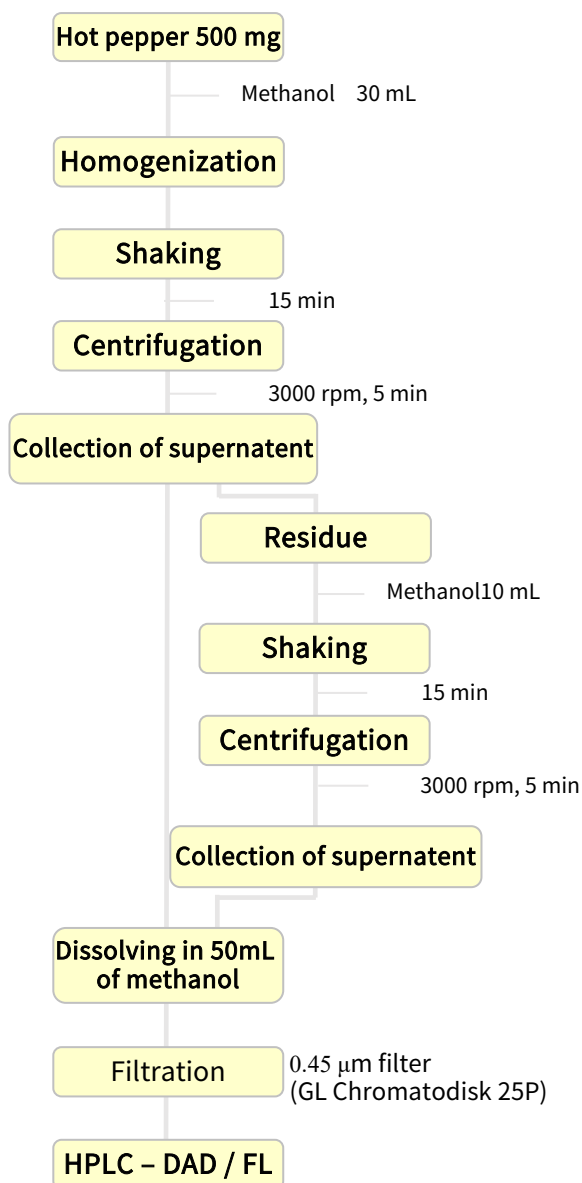 Hot pepper 500 mg
Methanol 30 mL
Homogenization
Shaking
15 min
Centrifugation
3000 rpm, 5 min
Collection of supernatent
Residue
Methanol10 mL
Shaking
15 min
Centrifugation
3000 rpm, 5 min
Collection of supernatent
Dissolving in 50mL
of methanol
Filtration
0.45 μm filter
(GL Chromatodisk 25P)
HPLC – DAD / FL